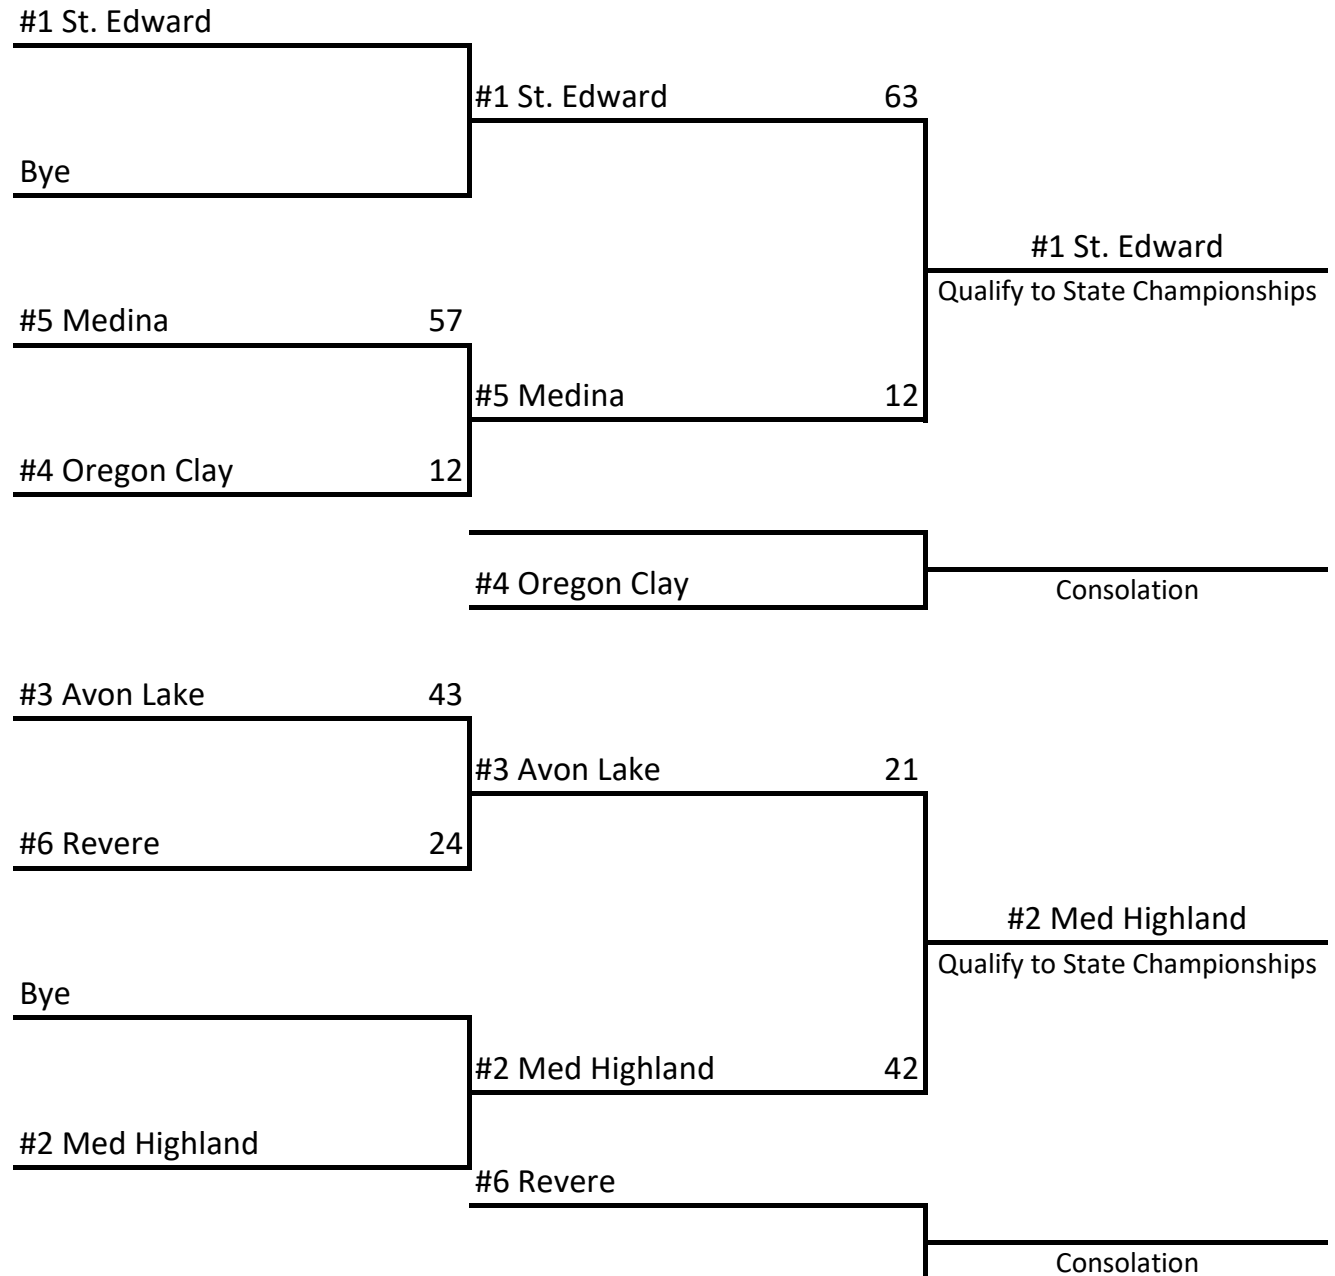 #1 St. Edward
#1 St. Edward 63
Bye
#1 St. Edward
Qualify to State Championships
#5 Medina 57
#5 Medina 12
#4 Oregon Clay 12
#4 Oregon Clay
Consolation
#3 Avon Lake 43
#3 Avon Lake 21
#6 Revere 24
#2 Med Highland
Qualify to State Championships
Bye
#2 Med Highland 42
#2 Med Highland
#6 Revere
Consolation